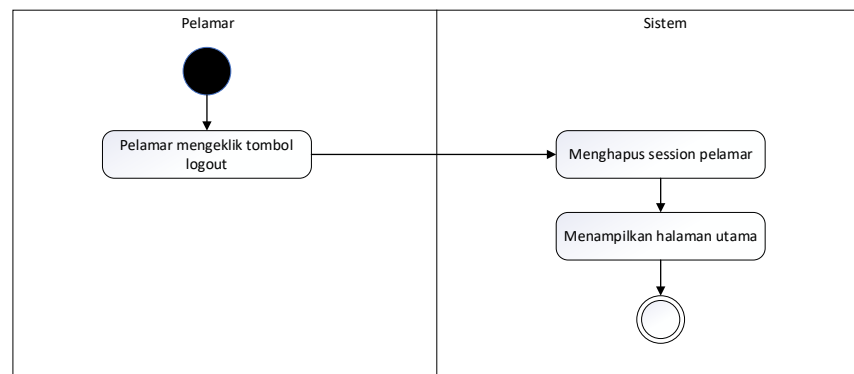 Pelamar
Sistem
Pelamar mengeklik tombol
logout
Menghapus session pelamar
Menampilkan halaman utama